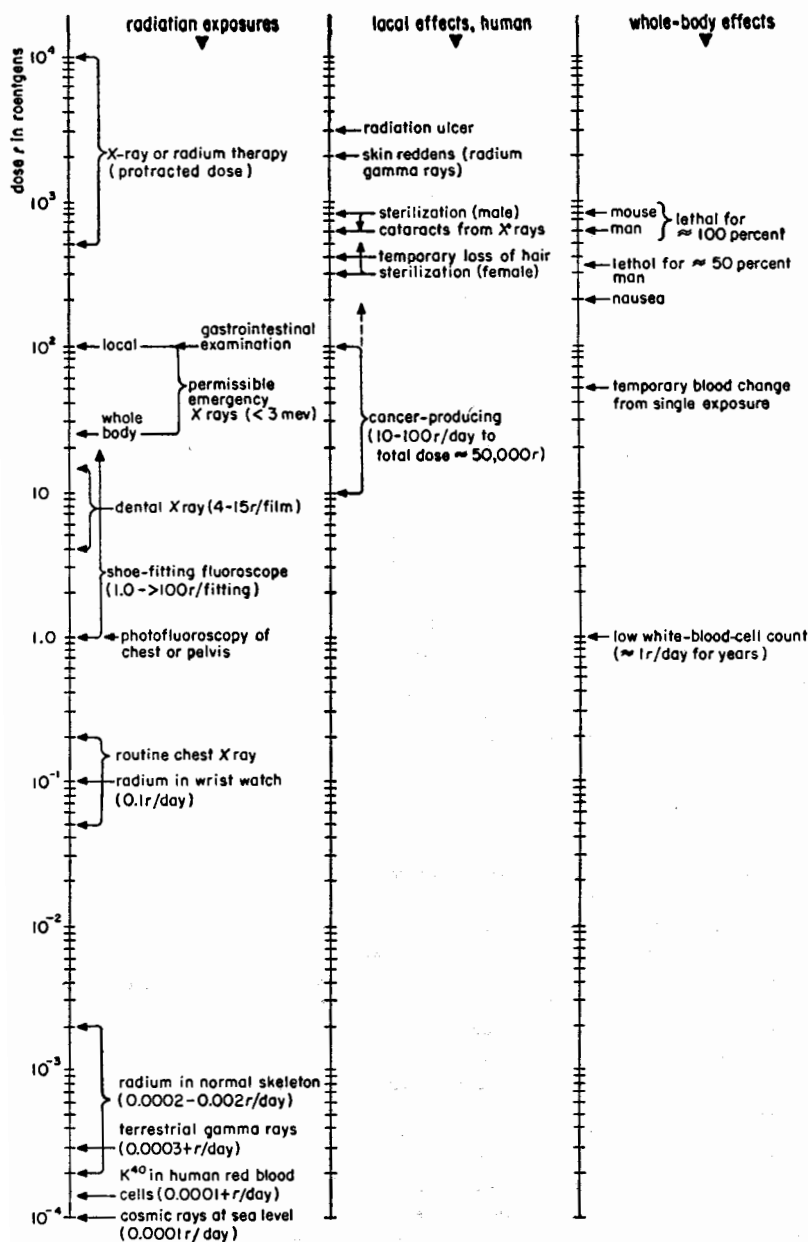 radiation exposures
local effects, human
whole-body effects
dose r in roentgens
10⁴
10³
10²
10
1.0
10⁻¹
10⁻²
10⁻³
10⁻⁴
X-ray or radium therapy
(protracted dose)
local
gastrointestinal
examination
permissible
emergency
X rays (< 3 mev)
whole
body
dental X ray (4-15r/film)
shoe-fitting fluoroscope
(1.0->100r/fitting)
photofluoroscopy of
chest or pelvis
routine chest X ray
radium in wrist watch
(0.1r/day)
radium in normal skeleton
(0.0002-0.002r/day)
terrestrial gamma rays
(0.0003+r/day)
K⁴⁰ in human red blood
cells (0.0001+r/day)
cosmic rays at sea level
(0.0001r/day)
radiation ulcer
skin reddens (radium
gamma rays)
sterilization (male)
cataracts from X rays
temporary loss of hair
sterilization (female)
cancer-producing
(10-100r/day to
total dose ≈ 50,000r)
mouse
man
lethal for
≈ 100 percent
lethol for ≈ 50 percent
man
nausea
temporary blood change
from single exposure
low white-blood-cell count
(≈ 1r/day for years)